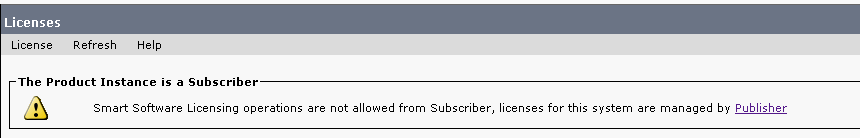 Licenses
License Refresh Help
The Product Instance is a Subscriber
Smart Software Licensing operations are not allowed from Subscriber, licenses for this system are managed by Publisher